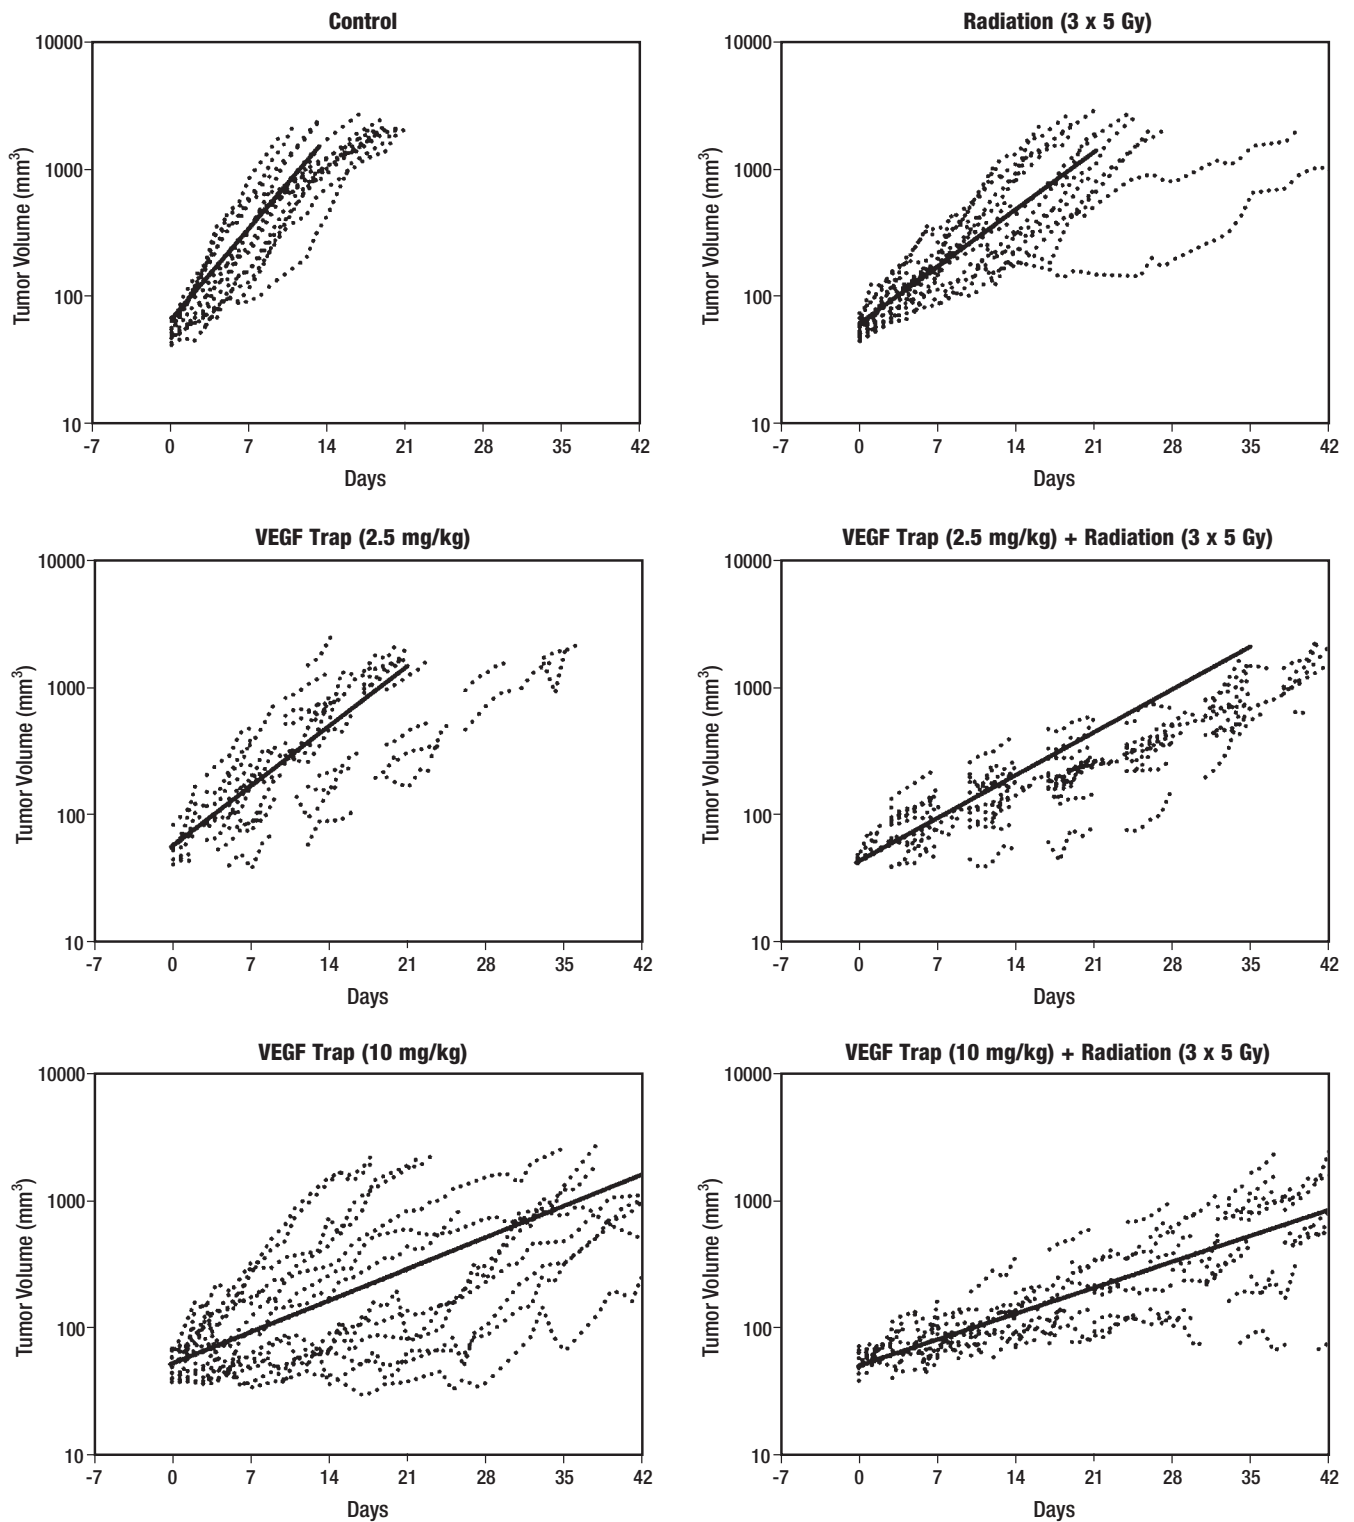 Control
10000
1000
100
10
Tumor Volume (mm³)
-7 0 7 14 21 28 35 42
Days
Radiation (3 x 5 Gy)
10000
1000
100
10
Tumor Volume (mm³)
-7 0 7 14 21 28 35 42
Days
VEGF Trap (2.5 mg/kg)
10000
1000
100
10
Tumor Volume (mm³)
-7 0 7 14 21 28 35 42
Days
VEGF Trap (2.5 mg/kg) + Radiation (3 x 5 Gy)
10000
1000
100
10
Tumor Volume (mm³)
-7 0 7 14 21 28 35 42
Days
VEGF Trap (10 mg/kg)
10000
1000
100
10
Tumor Volume (mm³)
-7 0 7 14 21 28 35 42
Days
VEGF Trap (10 mg/kg) + Radiation (3 x 5 Gy)
10000
1000
100
10
Tumor Volume (mm³)
-7 0 7 14 21 28 35 42
Days